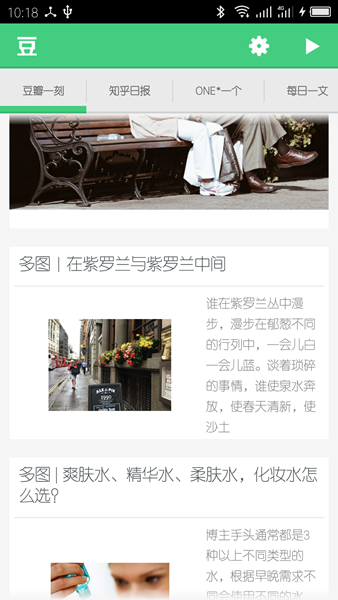 10:18
4G
豆
豆瓣一刻
知乎日报
ONE*一个
每日一文
多图 | 在紫罗兰与紫罗兰中间
谁在紫罗兰丛中漫
步，漫步在郁葱不同
的行列中，一会儿白
一会儿蓝。谈着琐碎
的事情，谁使泉水奔
放，使春天清新，使
沙土
1990
多图 | 爽肤水、精华水、柔肤水，化妆水怎
么选？
博主手头通常都是3
种以上不同类型的
水，根据早晚需求不
同会使用不同的水